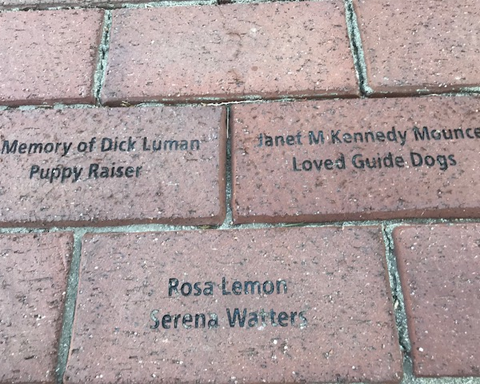 Memory of Dick Luman
Puppy Raiser
Janet M Kennedy Mounce
Loved Guide Dogs
Rosa Lemon
Serena Watters